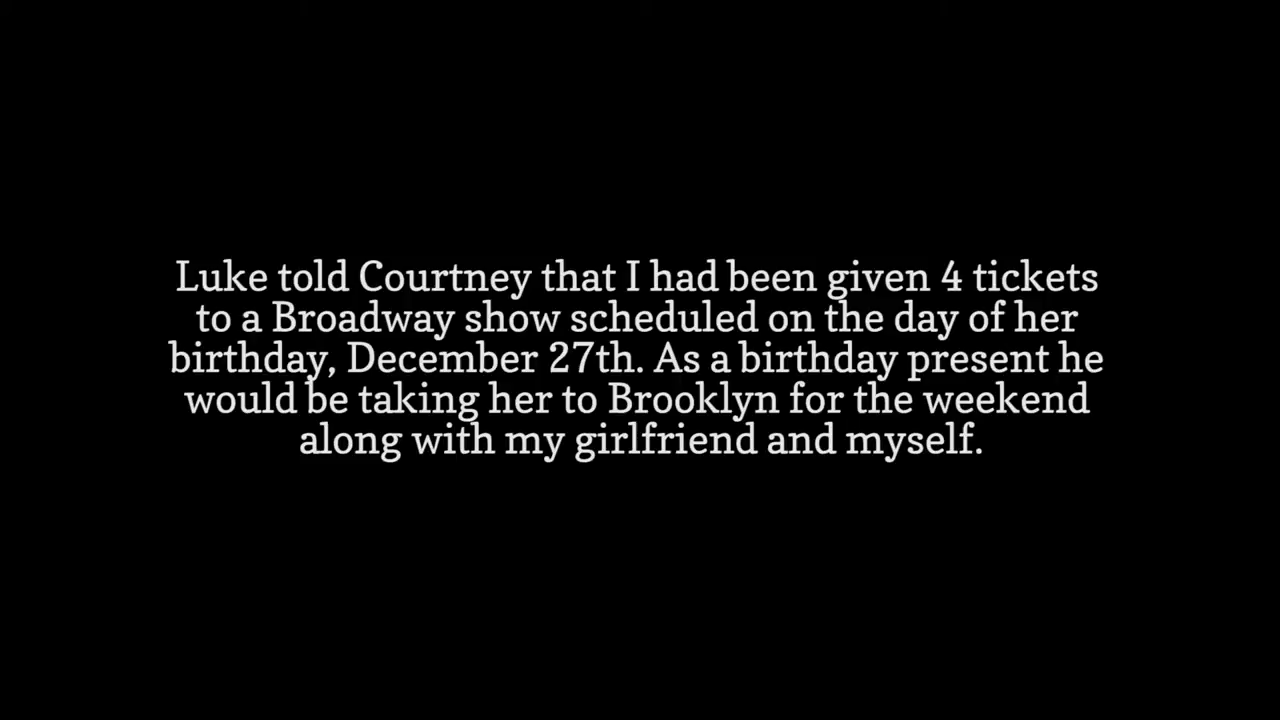 Luke told Courtney that I had been given 4 tickets
to a Broadway show scheduled on the day of her
birthday, December 27th. As a birthday present he
would be taking her to Brooklyn for the weekend
along with my girlfriend and myself.